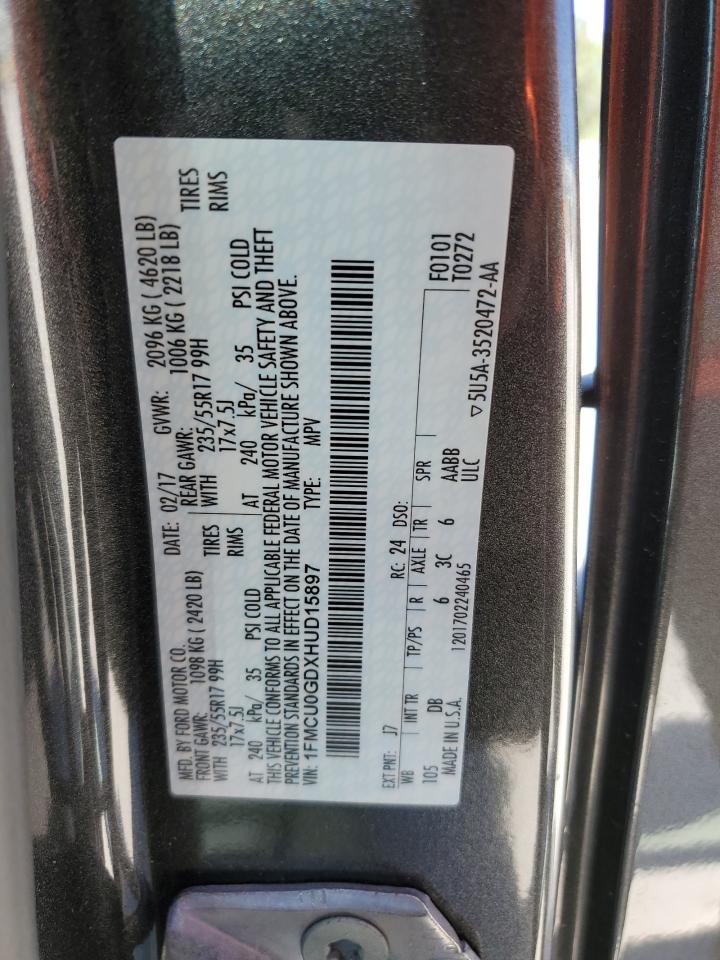 MFD. BY FORD MOTOR CO. DATE: 02/17 GVWR: 2096 KG ( 4620 LB)
FRONT GAWR: 1098 KG ( 2420 LB) REAR GAWR: 1006 KG ( 2218 LB)
WITH 235/55R17 99H TIRES WITH 235/55R17 99H TIRES
17x7.5J RIMS 17x7.5J RIMS
AT 240 kPa/ 35 PSI COLD AT 240 kPa/ 35 PSI COLD
THIS VEHICLE CONFORMS TO ALL APPLICABLE FEDERAL MOTOR VEHICLE SAFETY AND THEFT
PREVENTION STANDARDS IN EFFECT ON THE DATE OF MANUFACTURE SHOWN ABOVE.
VIN: 1FMCU0GDXHUD15897 TYPE: MPV
EXT PNT: J7 RC: 24 DSO: F0101
WB INT TR TP/PS R AXLE TR SPR T0272
105 DB 6 3C 6 AABB
MADE IN U.S.A. 1201702240465 ULC
▽5U5A-3520472-AA